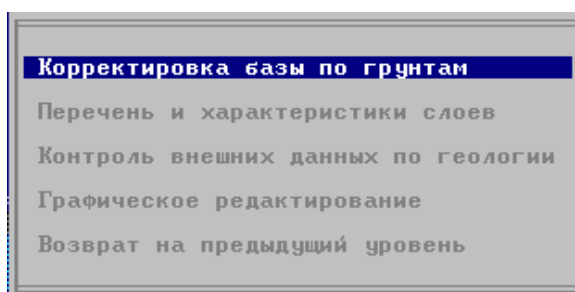 Корректировка базы по грунтам
Перечень и характеристики слоев
Контроль внешних данных по геологии
Графическое редактирование
Возврат на предыдущий уровень